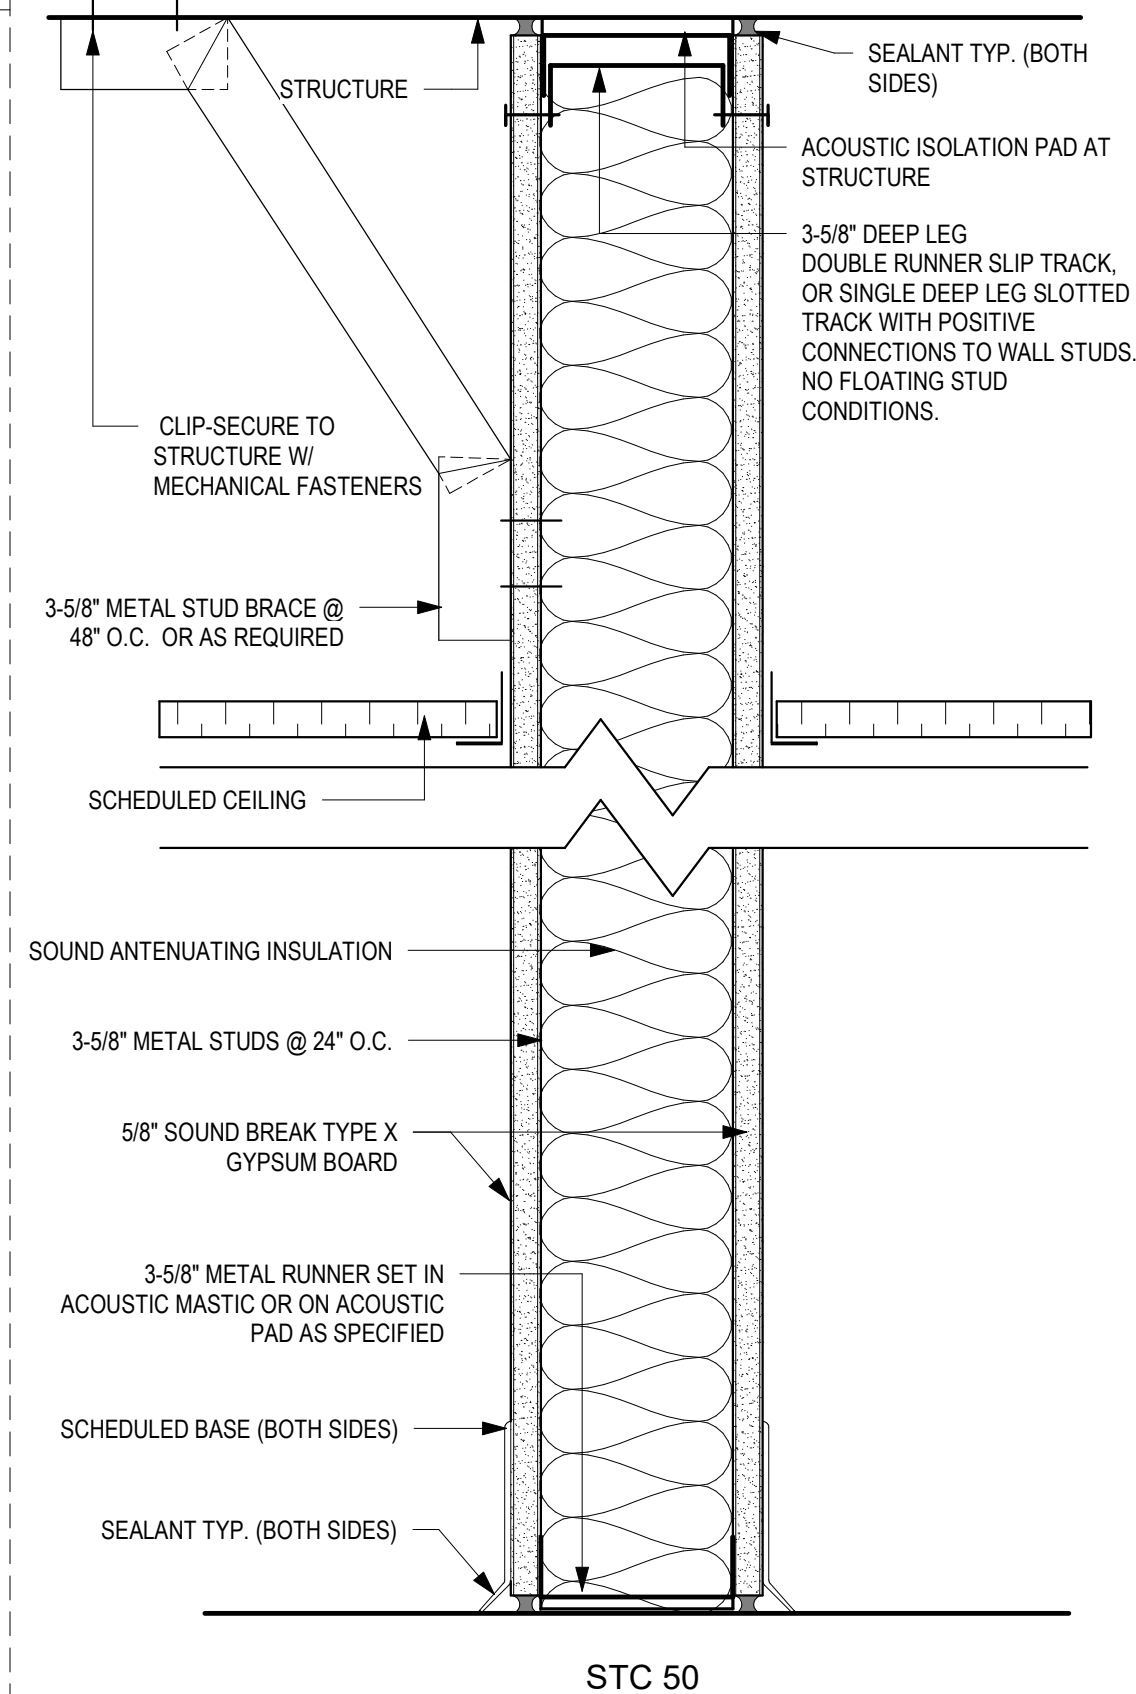 STRUCTURE
SEALANT TYP. (BOTH
SIDES)
ACOUSTIC ISOLATION PAD AT
STRUCTURE
3-5/8" DEEP LEG
DOUBLE RUNNER SLIP TRACK,
OR SINGLE DEEP LEG SLOTTED
TRACK WITH POSITIVE
CONNECTIONS TO WALL STUDS.
NO FLOATING STUD
CONDITIONS.
CLIP-SECURE TO
STRUCTURE W/
MECHANICAL FASTENERS
3-5/8" METAL STUD BRACE @
48" O.C. OR AS REQUIRED
SCHEDULED CEILING
SOUND ANTENUATING INSULATION
3-5/8" METAL STUDS @ 24" O.C.
5/8" SOUND BREAK TYPE X
GYPSUM BOARD
3-5/8" METAL RUNNER SET IN
ACOUSTIC MASTIC OR ON ACOUSTIC
PAD AS SPECIFIED
SCHEDULED BASE (BOTH SIDES)
SEALANT TYP. (BOTH SIDES)
STC 50